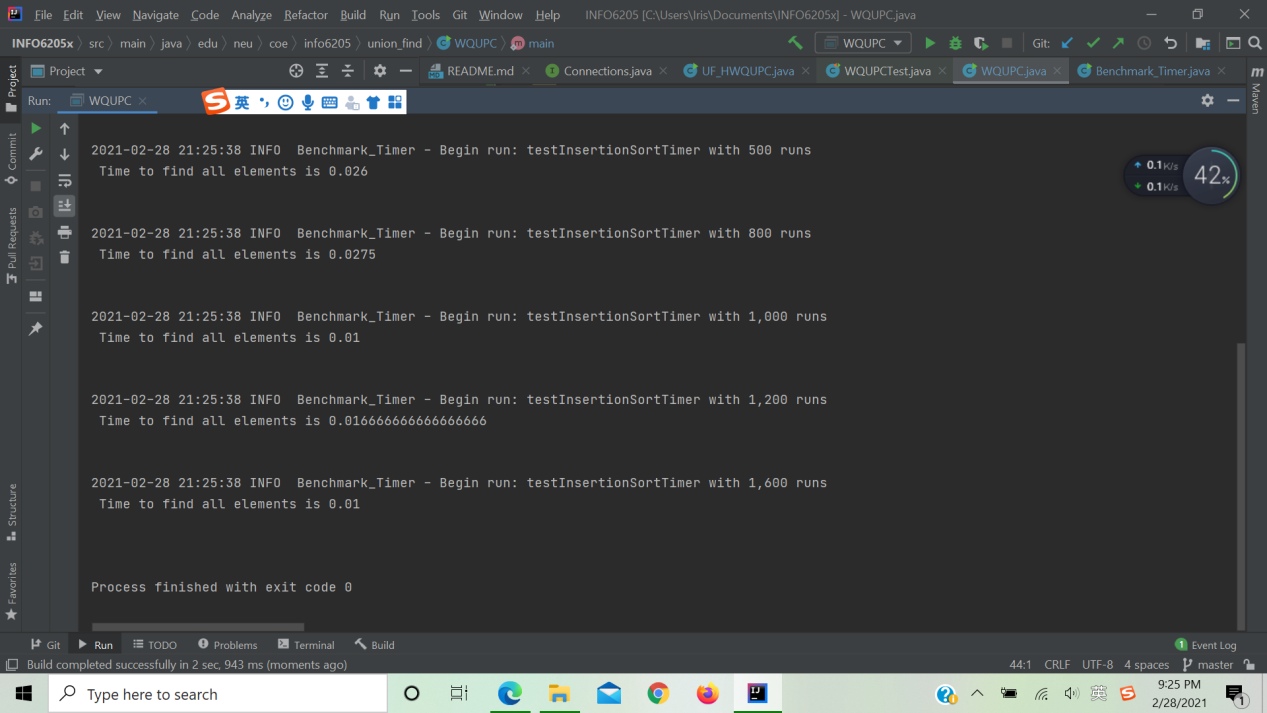 File Edit View Navigate Code Analyze Refactor Build Run Tools Git Window Help INFO6205 [C:\Users\Iris\Documents\INFO6205x] - WQUPC.java
INFO6205x src main java edu neu coe info6205 union_find WQUPC main WQUPC Git:
Project README.md Connections.java UF_HWQUPC.java WQUPCTest.java WQUPC.java Benchmark_Timer.java
Run: WQUPC 英
2021-02-28 21:25:38 INFO  Benchmark_Timer - Begin run: testInsertionSortTimer with 500 runs
Time to find all elements is 0.026
2021-02-28 21:25:38 INFO  Benchmark_Timer - Begin run: testInsertionSortTimer with 800 runs
Time to find all elements is 0.0275
2021-02-28 21:25:38 INFO  Benchmark_Timer - Begin run: testInsertionSortTimer with 1,000 runs
Time to find all elements is 0.01
2021-02-28 21:25:38 INFO  Benchmark_Timer - Begin run: testInsertionSortTimer with 1,200 runs
Time to find all elements is 0.016666666666666666
2021-02-28 21:25:38 INFO  Benchmark_Timer - Begin run: testInsertionSortTimer with 1,600 runs
Time to find all elements is 0.01
Process finished with exit code 0
0.1K/s
0.1K/s
42%
Project
Commit
Pull Requests
Structure
Favorites
Maven
Git Run TODO Problems Terminal Build 1 Event Log
Build completed successfully in 2 sec, 943 ms (moments ago) 44:1 CRLF UTF-8 4 spaces master
Type here to search 英 9:25 PM
2/28/2021 1